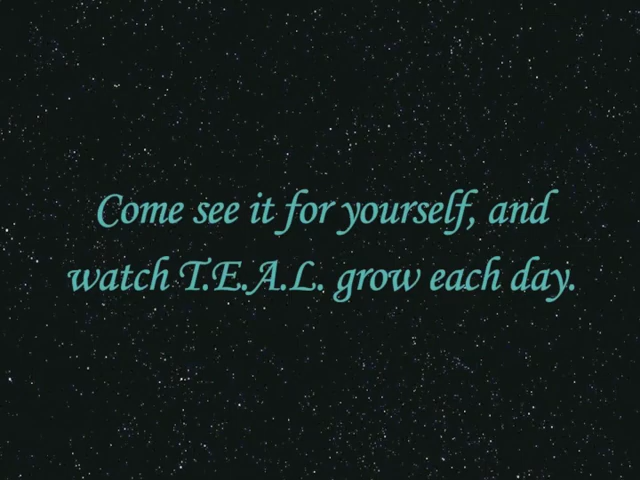 Come see it for yourself, and
watch T.E.A.L. grow each day.